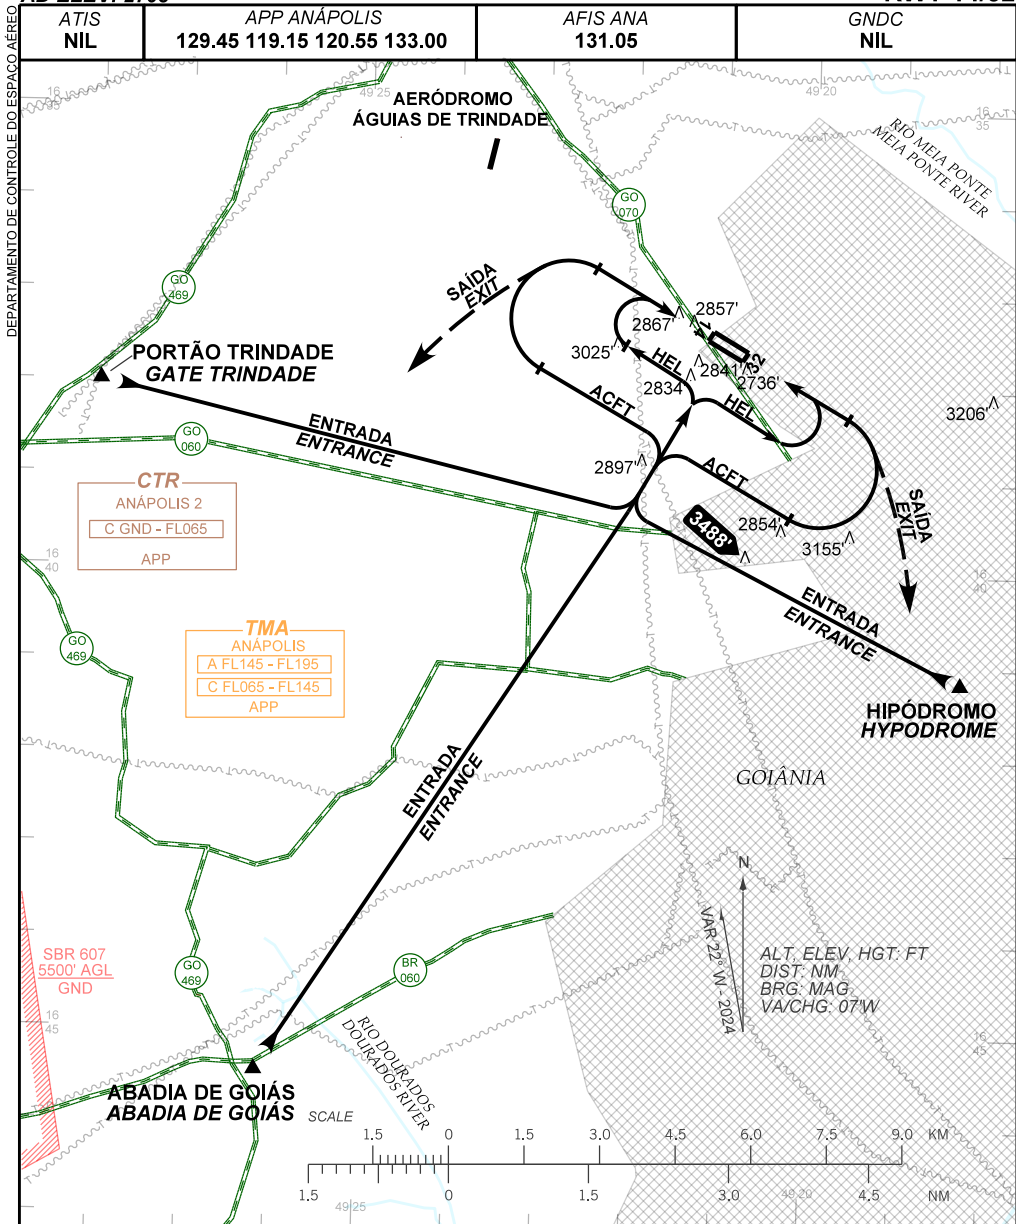 ATIS
NIL
APP ANÁPOLIS
129.45 119.15 120.55 133.00
AFIS ANA
131.05
GNDC
NIL
DEPARTAMENTO DE CONTROLE DO ESPAÇO AÉREO
49 25
49 20
16
35
AERÓDROMO
ÁGUIAS DE TRINDADE
RIO MEIA PONTE
MEIA PONTE RIVER
GO
070
GO
469
SAÍDA
EXIT
2857'
2867'
14
3025'
HEL
2841'
32
2834'
2736'
HEL
3206'
PORTÃO TRINDADE
GATE TRINDADE
ACFT
ENTRADA
ENTRANCE
GO
060
2897'
ACFT
CTR
ANÁPOLIS 2
C GND - FL065
APP
3488'
2854'
3155'
SAÍDA
EXIT
16
40
40
ENTRADA
ENTRANCE
GO
469
TMA
ANÁPOLIS
A FL145 - FL195
C FL065 - FL145
APP
HIPÓDROMO
HYPODROME
ENTRADA
ENTRANCE
GOIÂNIA
N
VAR 22° W - 2024
ALT, ELEV, HGT: FT
DIST: NM
BRG: MAG
VA/CHG: 07'W
SBR 607
5500' AGL
GND
GO
469
BR
060
16
45
45
RIO DOURADOS
DOURADOS RIVER
ABADIA DE GOIÁS
ABADIA DE GOIÁS
SCALE
1.5 0 1.5 3.0 4.5 6.0 7.5 9.0 KM
1.5 0 1.5 3.0 4.5 NM
49 25
49 20